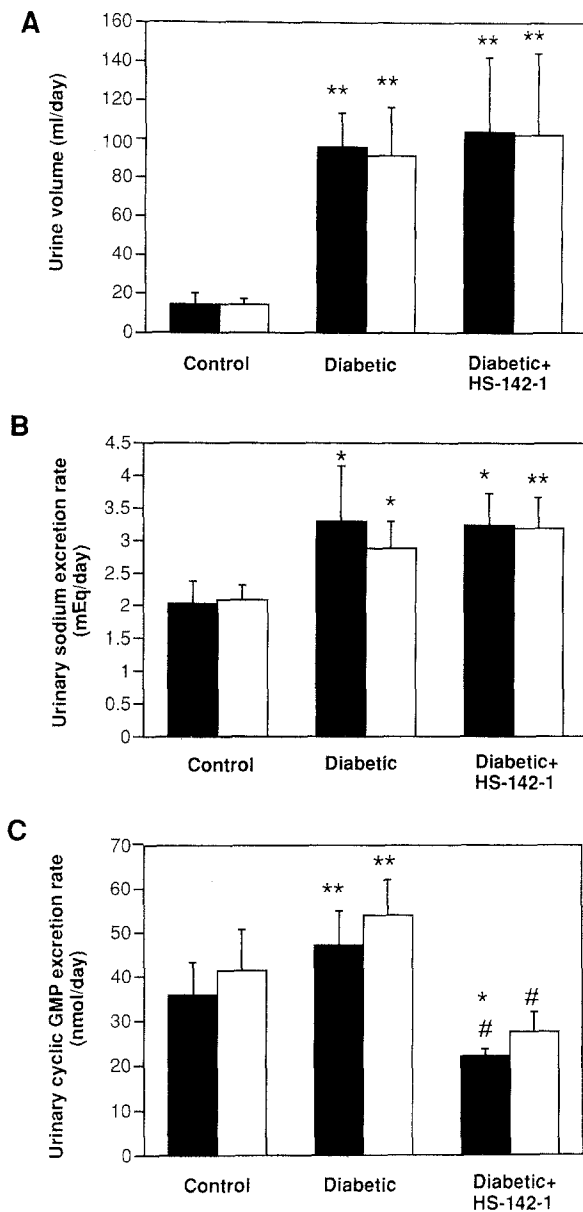 A
Urine volume (ml/day)
160
140
120
100
80
60
40
20
0
** ** ** **
Control Diabetic Diabetic+
HS-142-1
B
Urinary sodium excretion rate
(mEq/day)
4.5
4
3.5
3
2.5
2
1.5
1
0.5
0
* * * **
Control Diabetic Diabetic+
HS-142-1
C
Urinary cyclic GMP excretion rate
(nmol/day)
70
60
50
40
30
20
10
0
** **
* #
#
Control Diabetic Diabetic+
HS-142-1